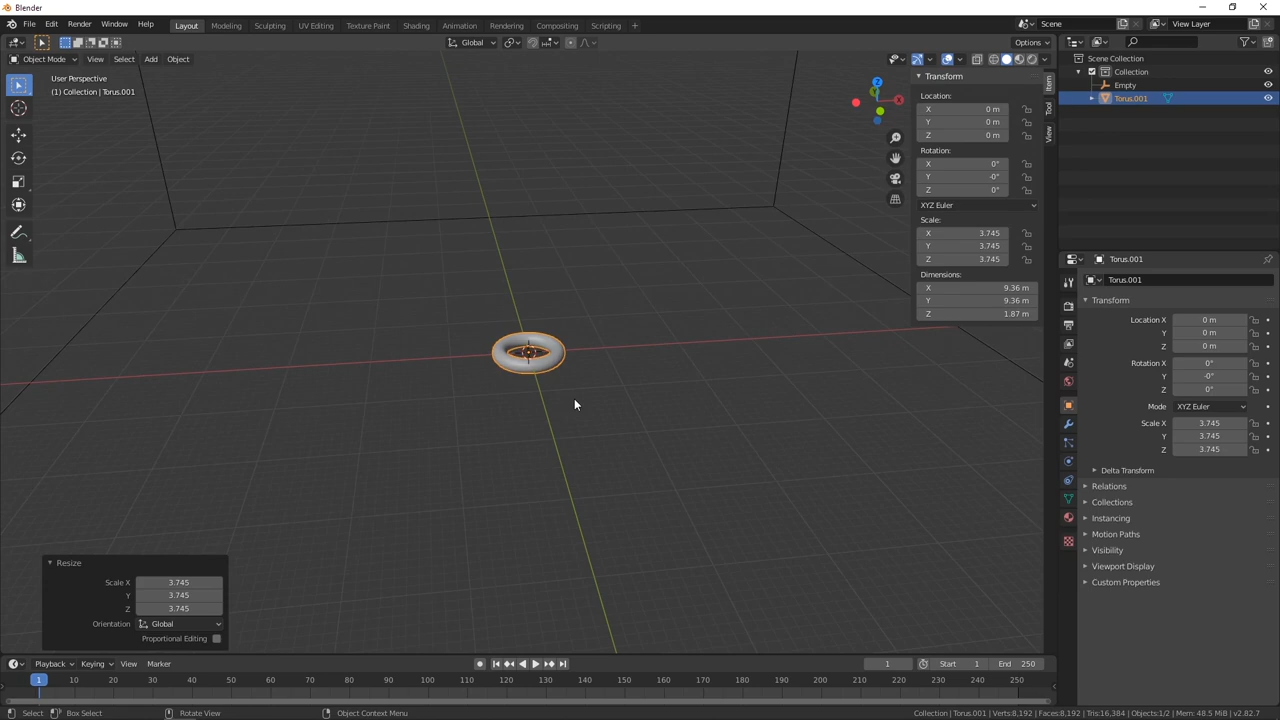 Blender
File Edit Render Window Help Layout Modeling Sculpting UV Editing Texture Paint Shading Animation Rendering Compositing Scripting + Scene View Layer
Global Options
Object Mode View Select Add Object
User Perspective
(1) Collection | Torus.001
Z
Transform
Location:
X 0 m
Y 0 m
Z 0 m
Rotation:
X 0°
Y -0°
Z 0°
XYZ Euler
Scale:
X 3.745
Y 3.745
Z 3.745
Dimensions:
X 9.36 m
Y 9.36 m
Z 1.87 m
Item
Tool
View
Scene Collection
Collection
Empty
Torus.001
Torus.001
Torus.001
Transform
Location X 0 m
Y 0 m
Z 0 m
Rotation X 0°
Y -0°
Z 0°
Mode XYZ Euler
Scale X 3.745
Y 3.745
Z 3.745
Delta Transform
Relations
Collections
Instancing
Motion Paths
Visibility
Viewport Display
Custom Properties
Resize
Scale X 3.745
Y 3.745
Z 3.745
Orientation Global
Proportional Editing
Playback Keying View Marker 1 Start 1 End 250
1 10 20 30 40 50 60 70 80 90 100 110 120 130 140 150 160 170 180 190 200 210 220 230 240 250
Select Box Select Rotate View Object Context Menu Collection | Torus.001 | Verts:8,192 | Faces:8,192 | Tris:16,384 | Objects:1/2 | Mem: 48.5 MiB | v2.82.7